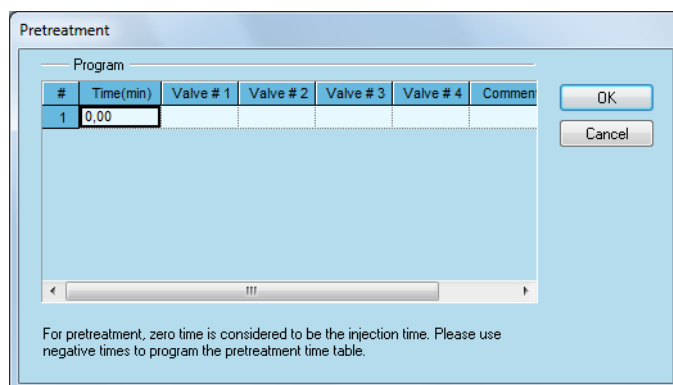 Pretreatment
Program
# Time(min) Valve # 1 Valve # 2 Valve # 3 Valve # 4 Commen
1 0,00
OK
Cancel
For pretreatment, zero time is considered to be the injection time. Please use
negative times to program the pretreatment time table.